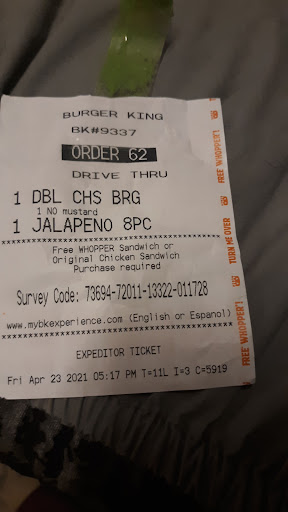 BURGER KING
BK#9337
ORDER 62
DRIVE THRU
1 DBL CHS BRG
1 NO mustard
1 JALAPENO 8PC
****************************************
Free WHOPPER Sandwich or
Original Chicken Sandwich
Purchase required
Survey Code: 73694-72011-13322-011728
www.mybkexperience.com (English or Espanol)
****************************************
EXPEDITOR TICKET
Fri Apr 23 2021 05:17 PM T=11L I=3 C=5919
FREE WHOPPER!
TURN ME OVER
FREE WHOPPER!